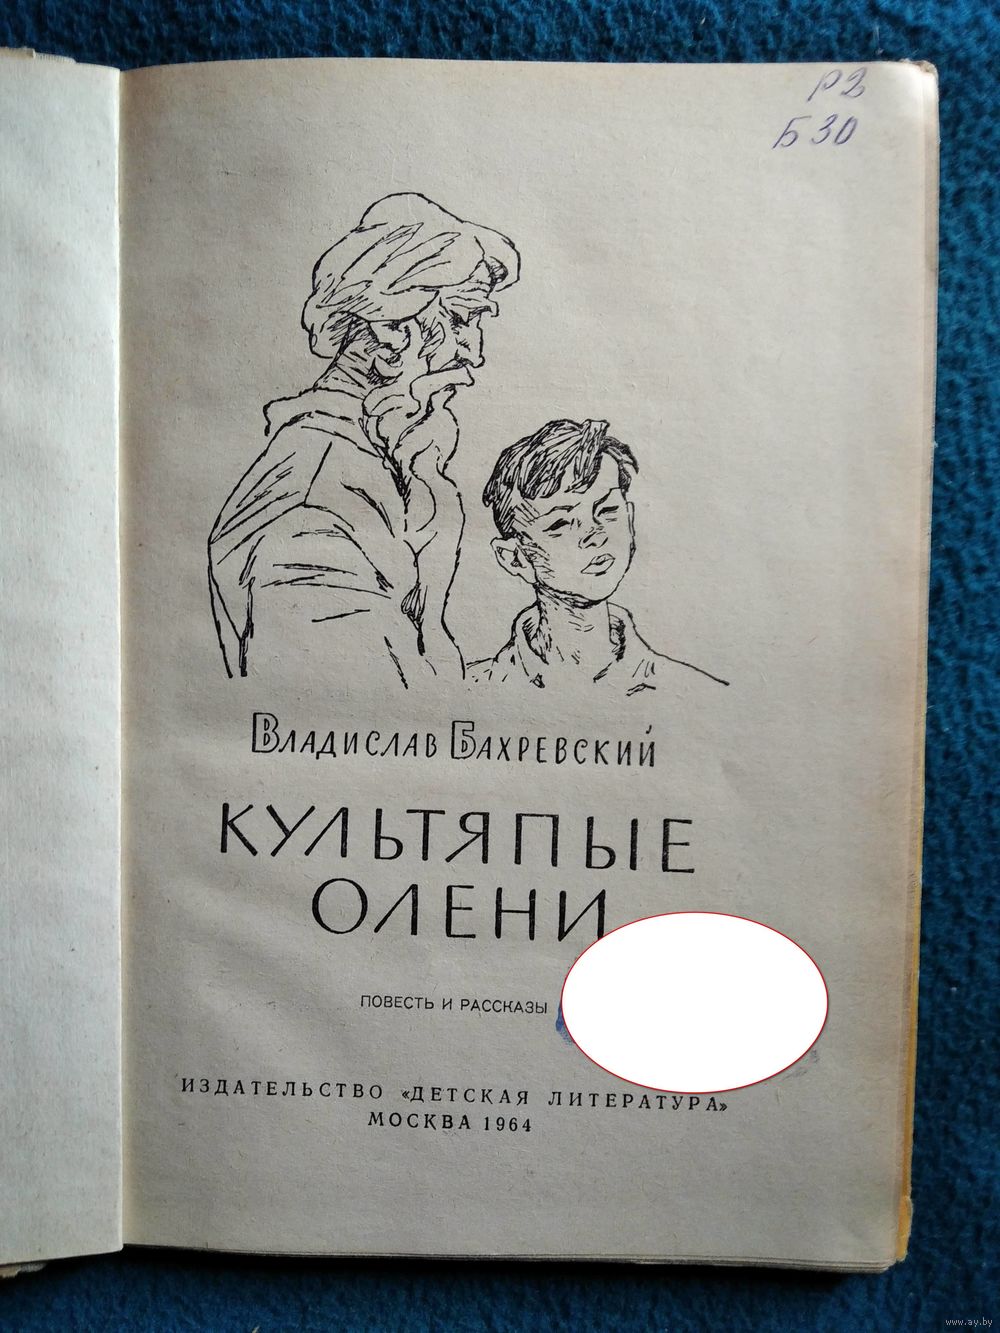 Р2
Б30
Владислав Бахревский
КУЛЬТЯПЫЕ
ОЛЕНИ
ПОВЕСТЬ И РАССКАЗЫ
ИЗДАТЕЛЬСТВО «ДЕТСКАЯ ЛИТЕРАТУРА»
МОСКВА 1964
www.ay.by